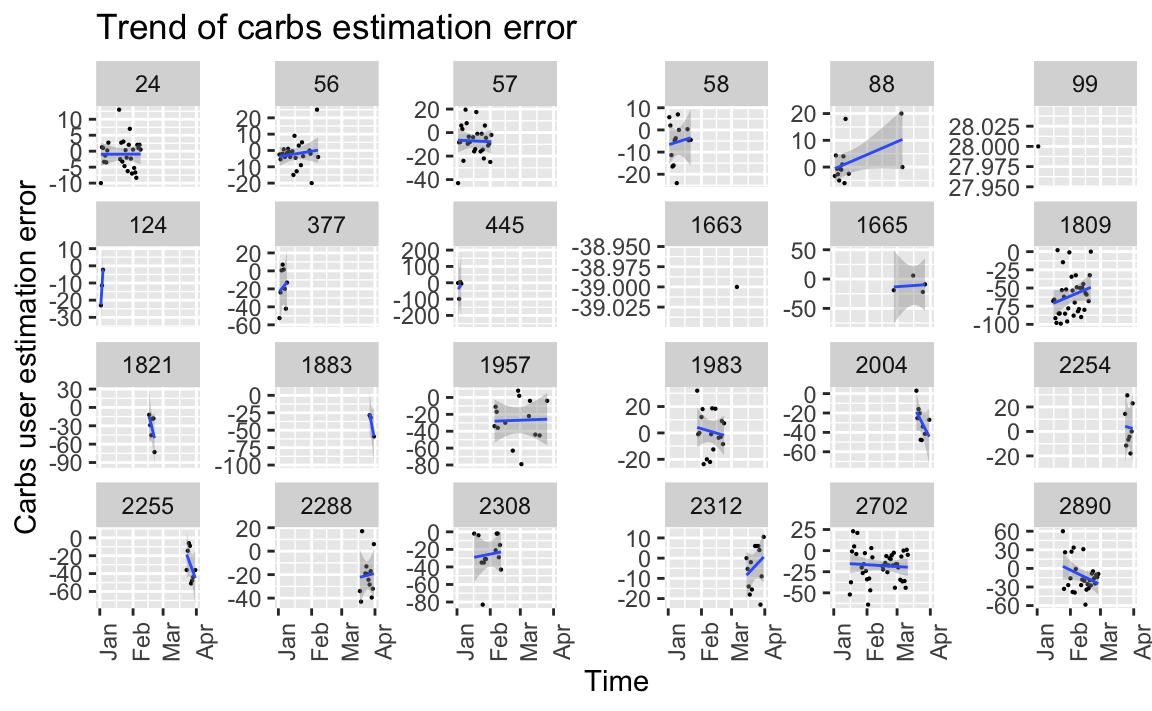 Trend of carbs estimation error
24 56 57 58 88 99
10 5 0 -5 -10
20 10 0 -10 -20
20 0 -20 -40
10 0 -10 -20
20 10 0
28.025 28.000 27.975 27.950
124 377 445 1663 1665 1809
10 0 -10 -20 -30
20 0 -20 -40 -60
200 100 0 -100 -200
-38.950 -38.975 -39.000 -39.025
50 0 -50
0 -25 -50 -75 -100
1821 1883 1957 1983 2004 2254
30 0 -30 -60 -90
0 -25 -50 -75 -100
0 -20 -40 -60 -80
20 0 -20
0 -20 -40 -60
20 0 -20
2255 2288 2308 2312 2702 2890
0 -20 -40 -60
20 0 -20 -40
0 -20 -40 -60 -80
10 0 -10 -20
25 0 -25 -50
60 30 0 -30 -60
Jan Feb Mar Apr Jan Feb Mar Apr Jan Feb Mar Apr Jan Feb Mar Apr Jan Feb Mar Apr Jan Feb Mar Apr
Time
Carbs user estimation error